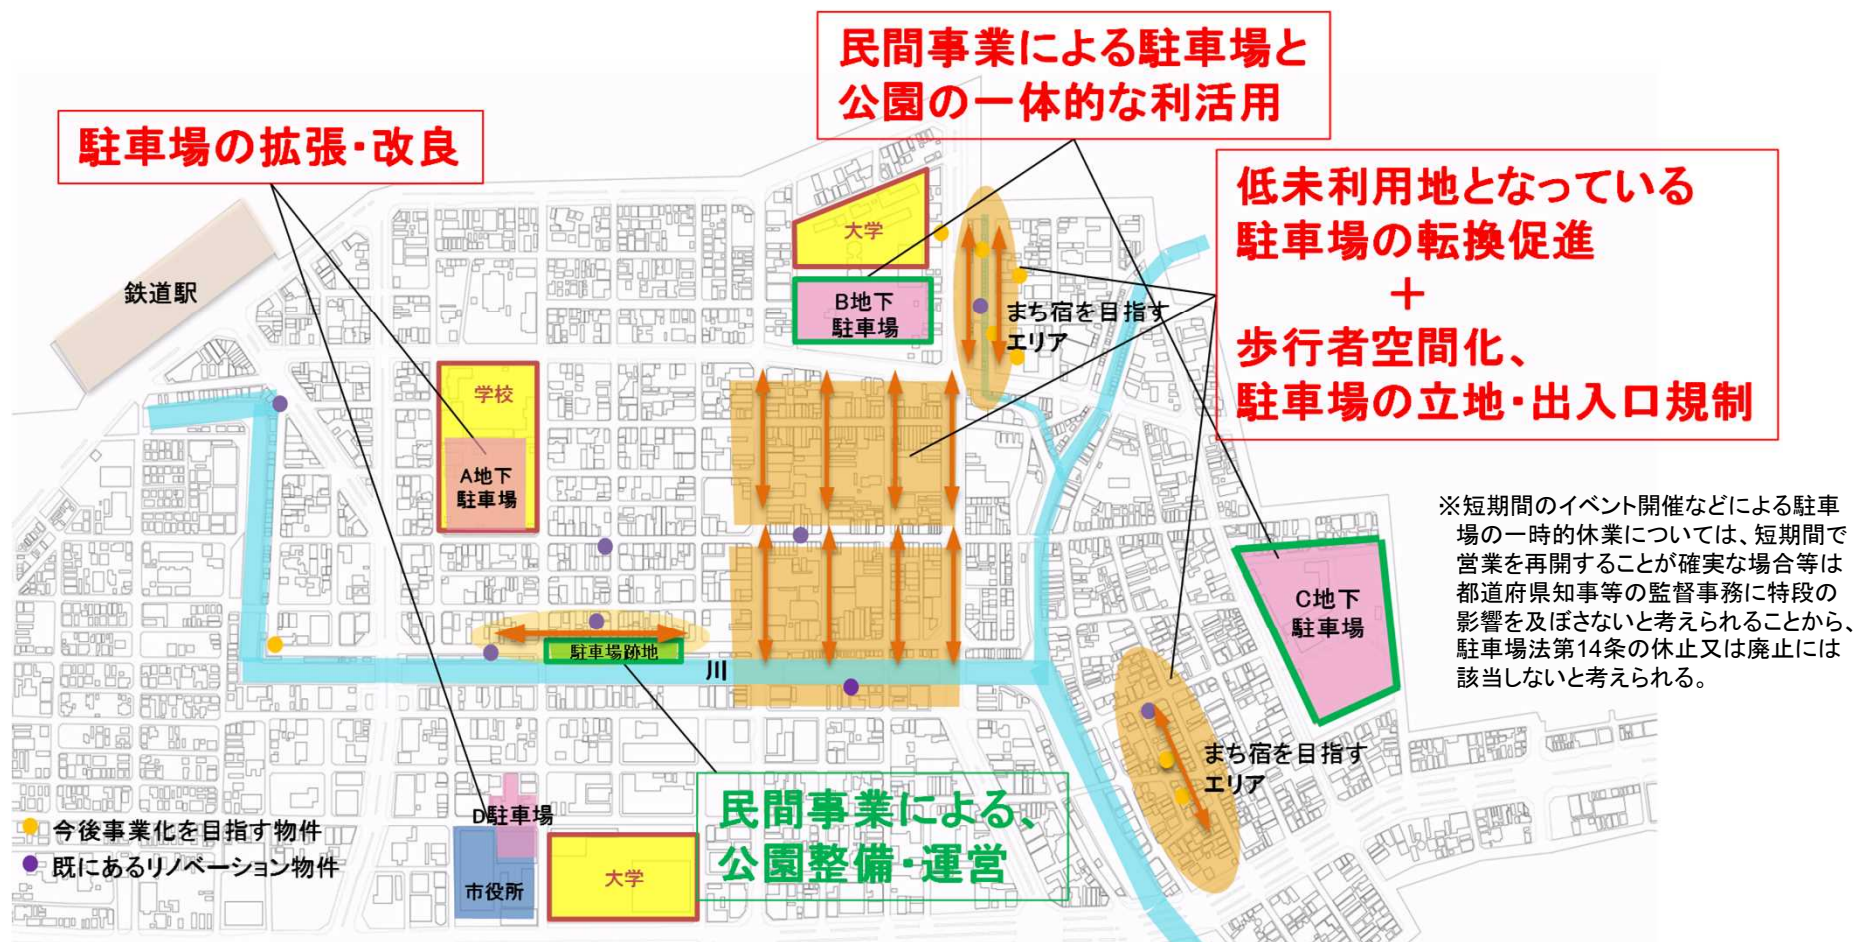 民間事業による駐車場と
公園の一体的な利活用
駐車場の拡張・改良
低未利用地となっている
駐車場の転換促進
＋
歩行者空間化、
駐車場の立地・出入口規制
大学
鉄道駅
B地下
駐車場
まち宿を目指す
エリア
学校
A地下
駐車場
※短期間のイベント開催などによる駐車
場の一時的休業については、短期間で
営業を再開することが確実な場合等は
都道府県知事等の監督事務に特段の
影響を及ぼさないと考えられることから、
駐車場法第14条の休止又は廃止には
該当しないと考えられる。
C地下
駐車場
駐車場跡地
川
まち宿を目指す
エリア
民間事業による、
公園整備・運営
D駐車場
今後事業化を目指す物件
既にあるリノベーション物件
市役所
大学